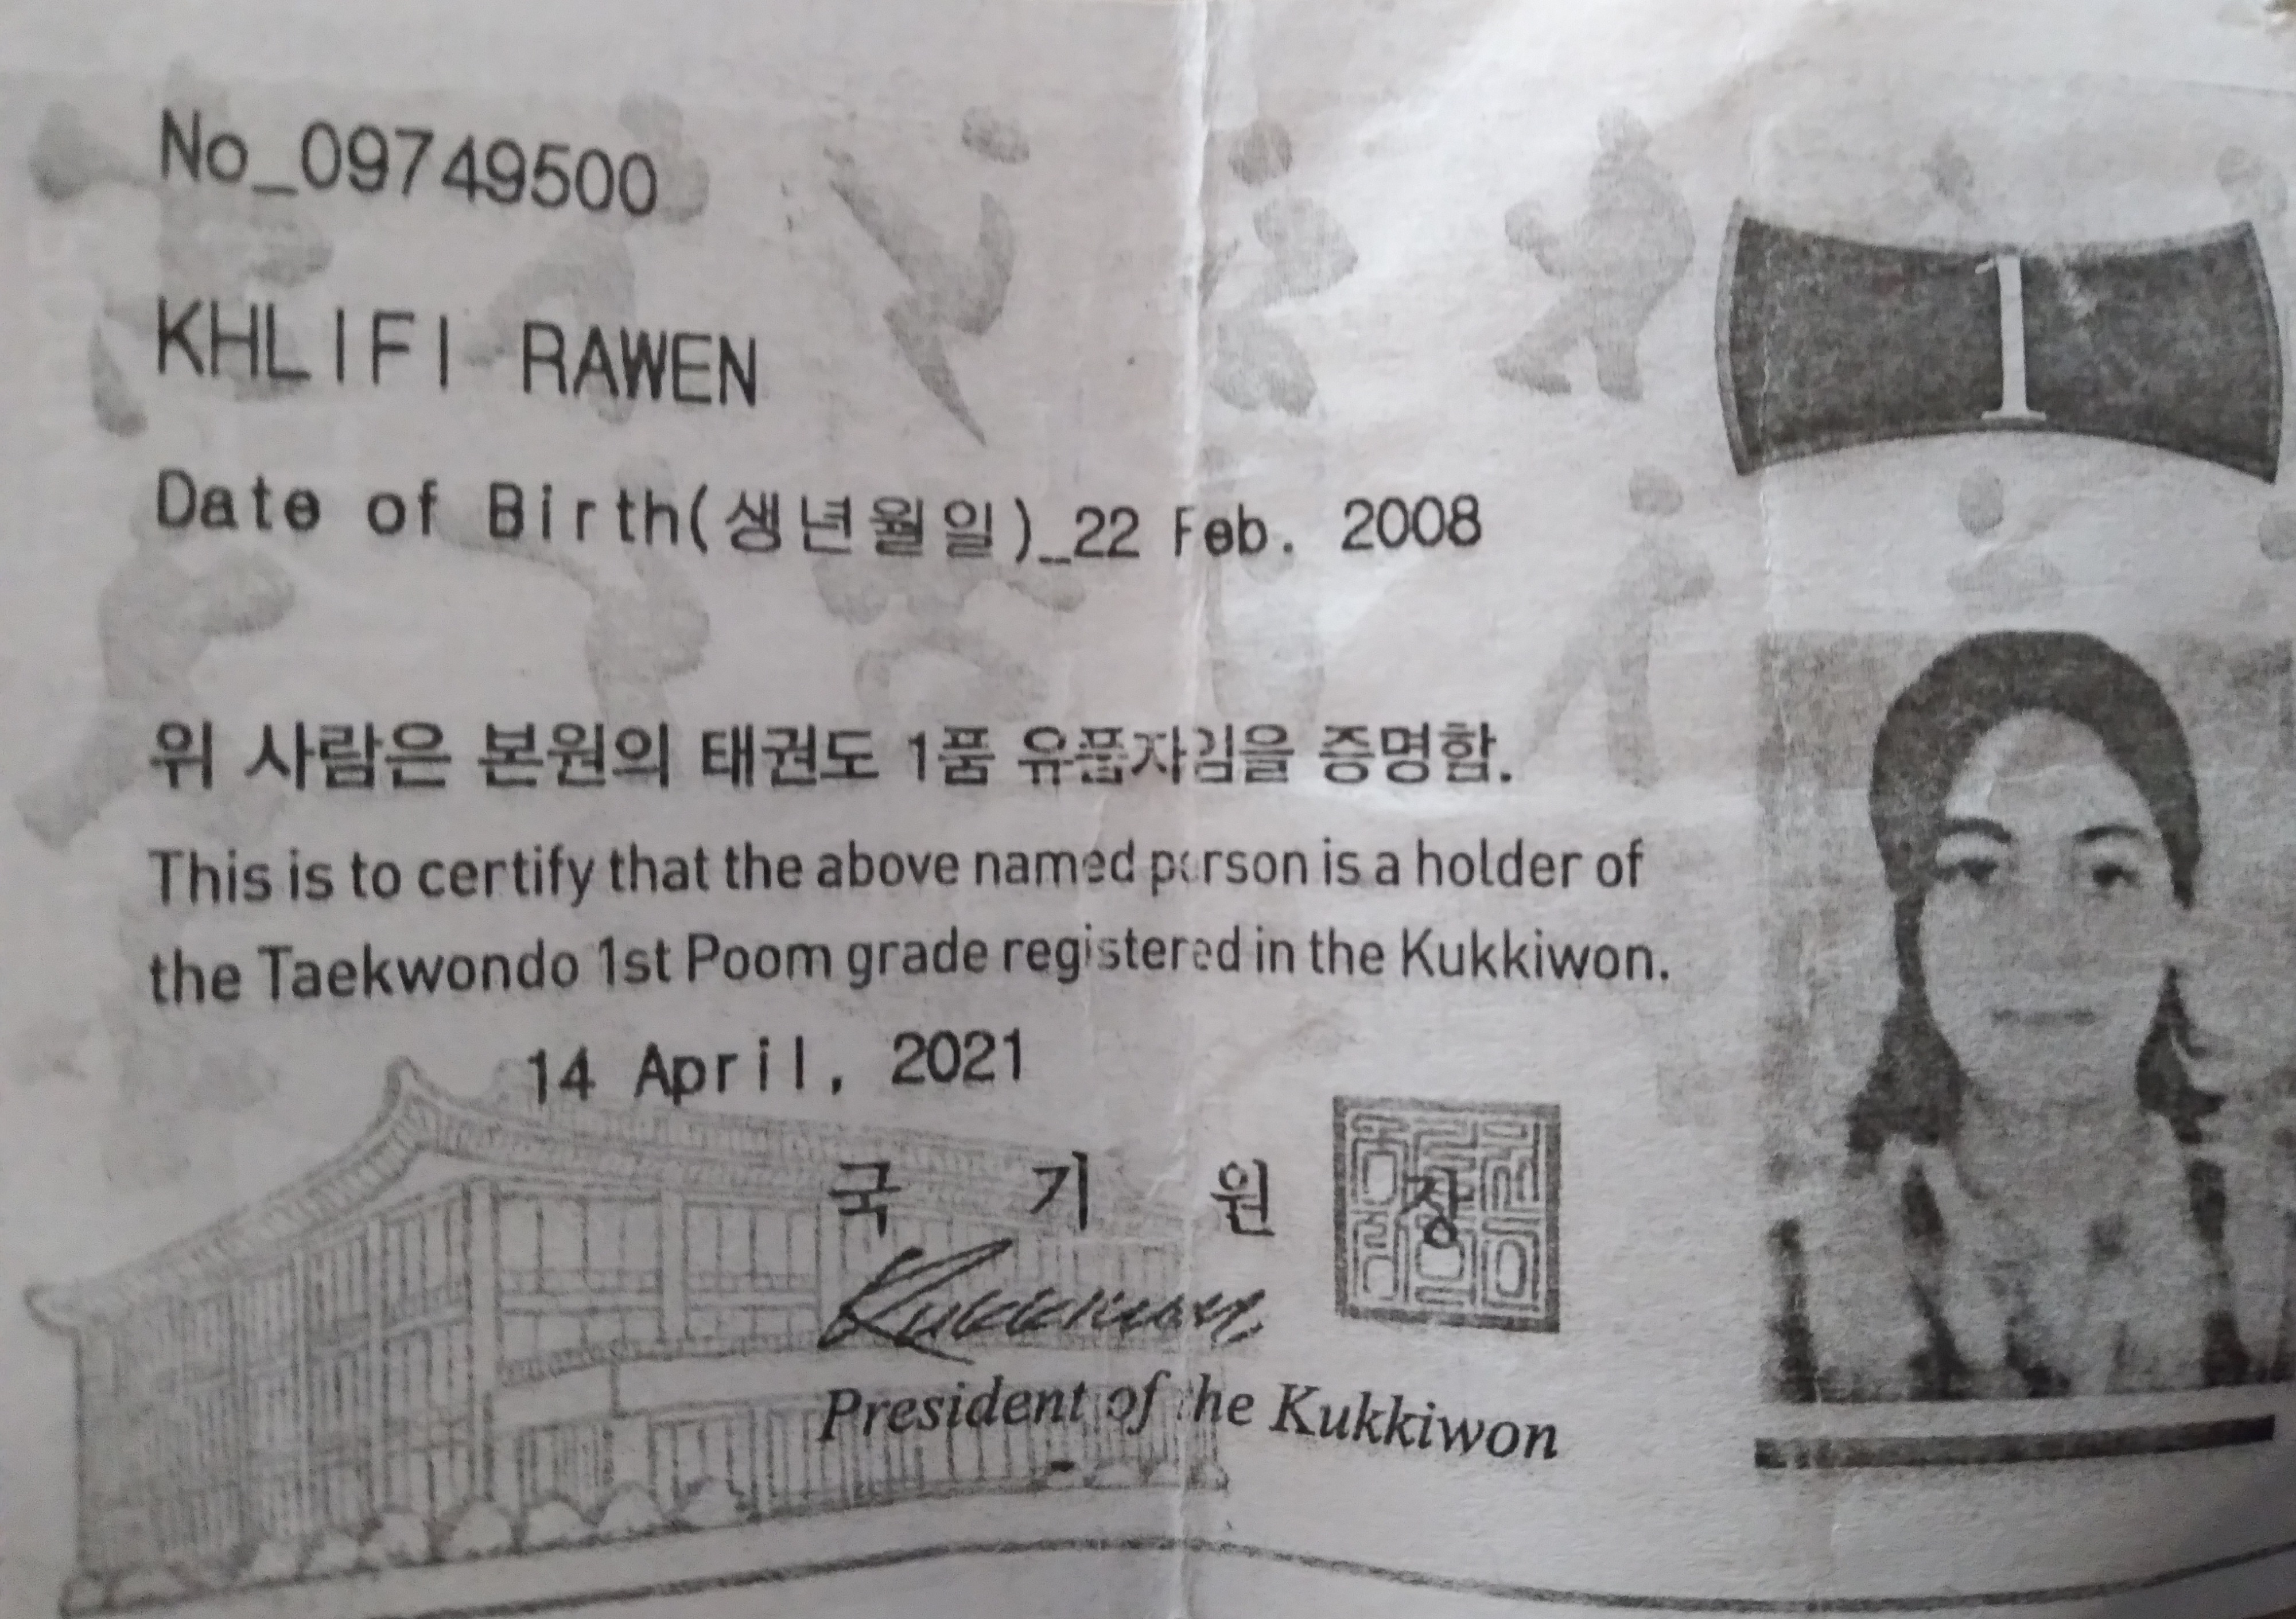 No_09749500
1
KHLIFI RAWEN
Date of Birth(생년월일)_22 Feb. 2008
위 사람은 본원의 태권도 1품 유품자임을 증명함.
This is to certify that the above named person is a holder of
the Taekwondo 1st Poom grade registered in the Kukkiwon.
14 April, 2021
국 기 원 장
Kukkiwon
President of the Kukkiwon